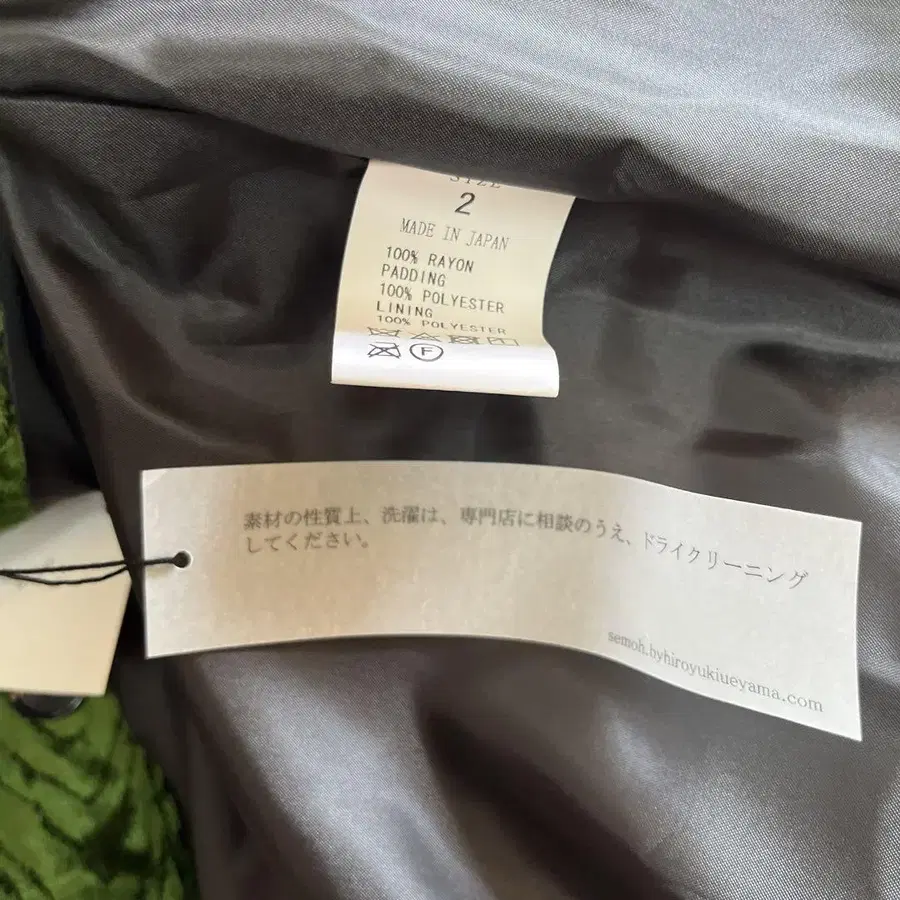 SIZE
2
MADE IN JAPAN
100% RAYON
PADDING
100% POLYESTER
LINING
100% POLYESTER
F
素材の性質上、洗濯は、専門店に相談のうえ、ドライクリーニング
してください。
semoh.byhiroyukiueyama.com